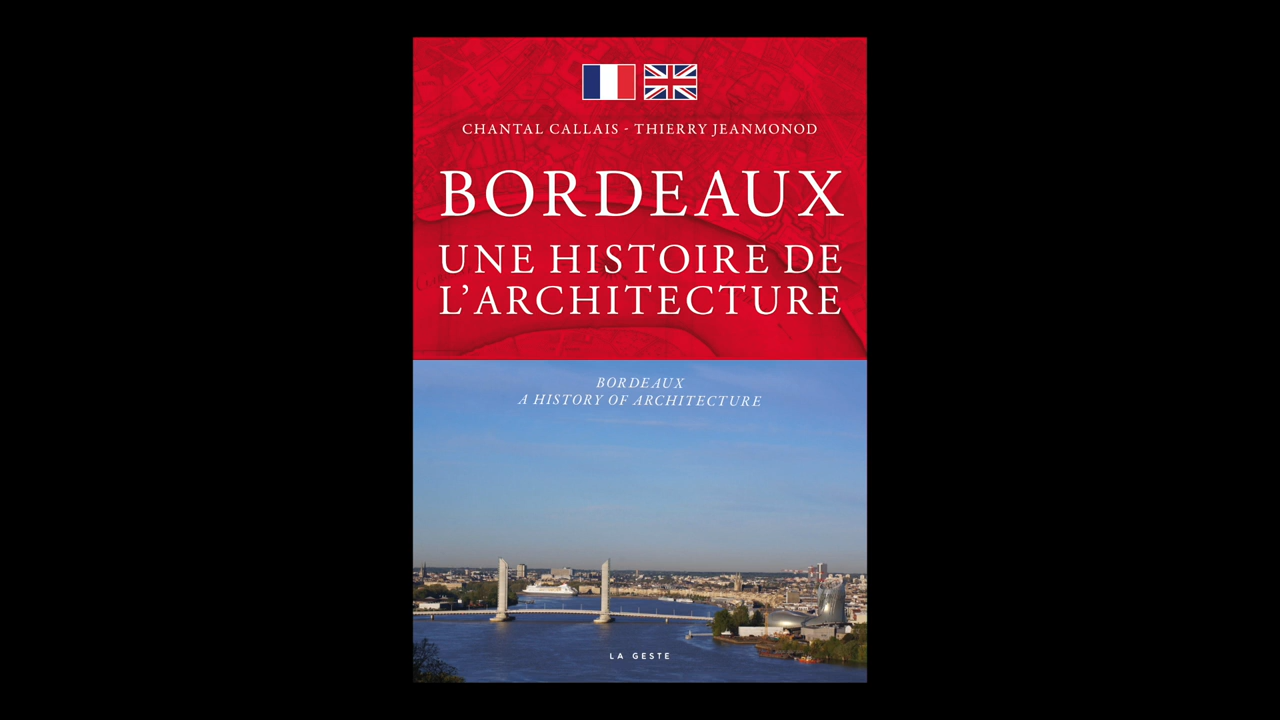 CHANTAL CALLAIS - THIERRY JEANMONOD
BORDEAUX
UNE HISTOIRE DE
L’ARCHITECTURE
BORDEAUX
A HISTORY OF ARCHITECTURE
LA GESTE